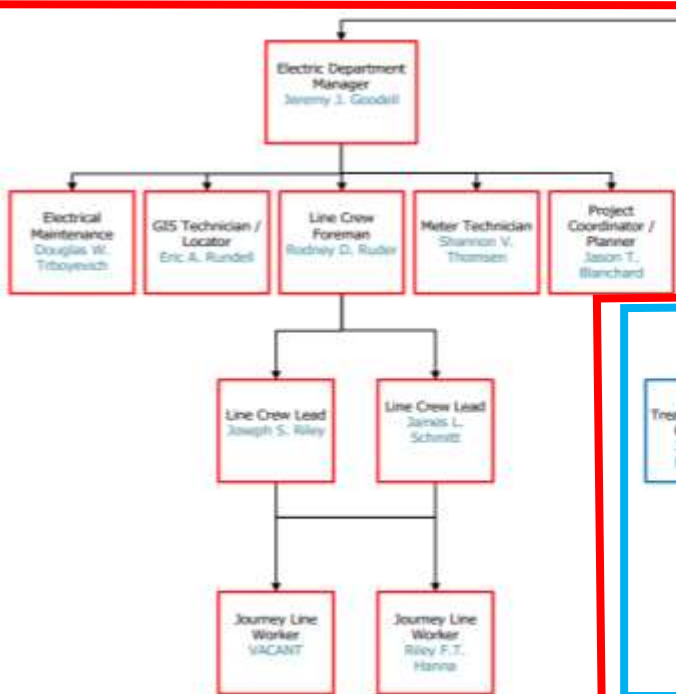 Electric Department
Manager
Jeremy J. Goodell
Electrical
Maintenance
Douglas W.
Trboyevich
GIS Technician /
Locator
Eric A. Rundell
Line Crew
Foreman
Rodney D. Ruder
Meter Technician
Shannon V.
Thomsen
Project
Coordinator /
Planner
Jason T.
Blanchard
Line Crew Lead
Joseph S. Riley
Line Crew Lead
James L.
Schmitt
Journey Line
Worker
VACANT
Journey Line
Worker
Riley F.T.
Hanna